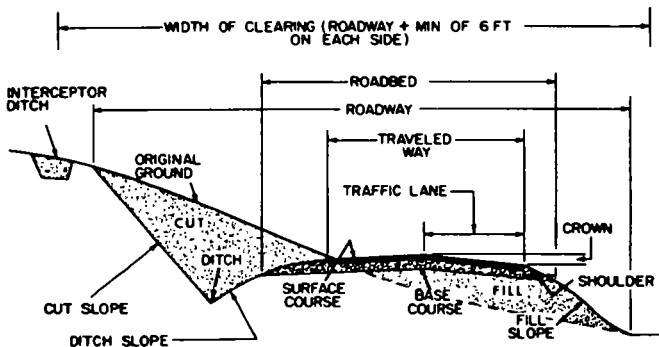 WIDTH OF CLEARING (ROADWAY + MIN OF 6 FT
ON EACH SIDE)
ROADBED
INTERCEPTOR
DITCH
ROADWAY
TRAVELED
WAY
ORIGINAL
GROUND
TRAFFIC LANE
CUT
CROWN
DITCH
SURFACE
COURSE
BASE
COURSE
FILL
SHOULDER
CUT SLOPE
FILL-
SLOPE
DITCH SLOPE